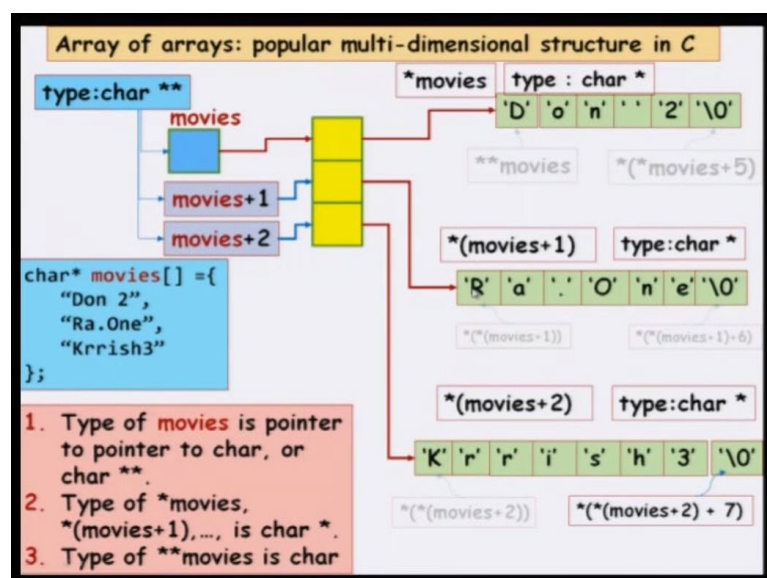 Array of arrays: popular multi-dimensional structure in C
type:char **
*movies
type : char *
movies
'D' 'o' 'n' ' ' '2' '\0'
**movies
*(*movies+5)
movies+1
movies+2
*(movies+1)
type:char *
'R' 'a' '.' 'O' 'n' 'e' '\0'
*(*(movies+1))
*(*(movies+1)+6)
char* movies[] ={
"Don 2",
"Ra.One",
"Krrish3"
};
*(movies+2)
type:char *
'K' 'r' 'r' 'i' 's' 'h' '3' '\0'
*(*(movies+2))
*(*(movies+2) + 7)
1. Type of movies is pointer
to pointer to char, or
char **.
2. Type of *movies,
*(movies+1),…, is char *.
3. Type of **movies is char